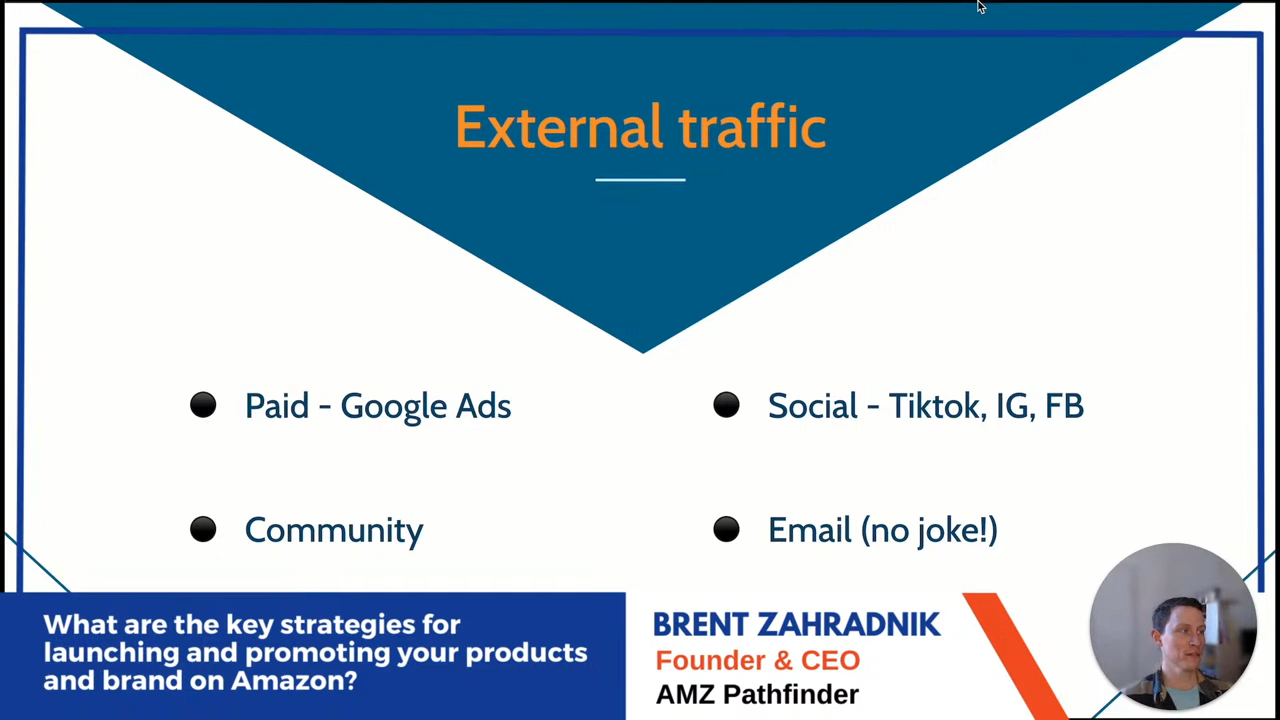 External traffic
Paid - Google Ads
Social - Tiktok, IG, FB
Community
Email (no joke!)
What are the key strategies for
launching and promoting your products
and brand on Amazon?
BRENT ZAHRADNIK
Founder & CEO
AMZ Pathfinder